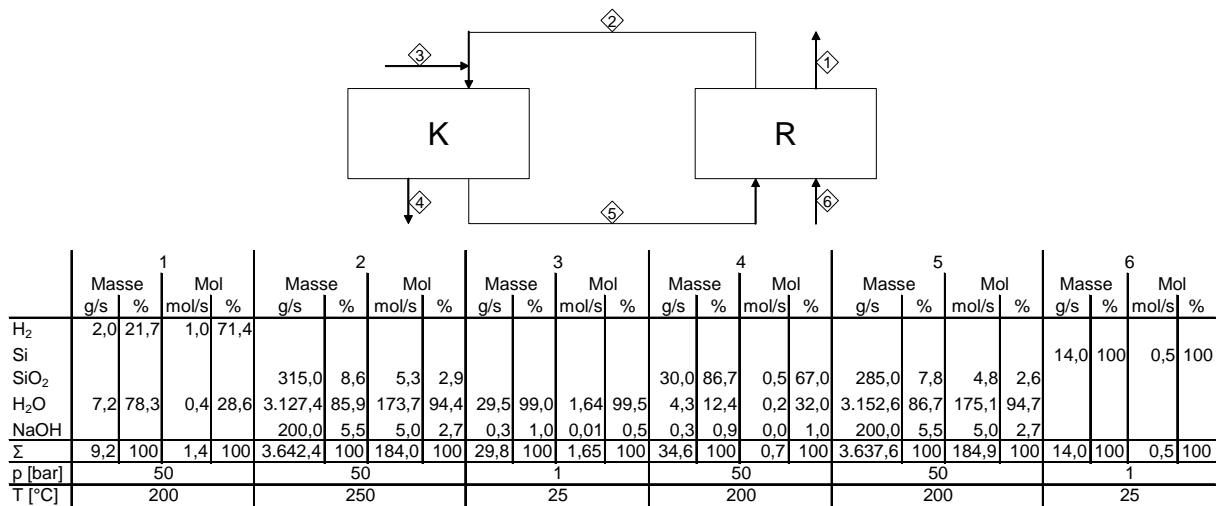 2
3
1
K
R
4
5
6
1 2 3 4 5 6
Masse Mol Masse Mol Masse Mol Masse Mol Masse Mol Masse Mol
g/s % mol/s % g/s % mol/s % g/s % mol/s % g/s % mol/s % g/s % mol/s % g/s % mol/s %
H₂ 2,0 21,7 1,0 71,4
Si 14,0 100 0,5 100
SiO₂ 315,0 8,6 5,3 2,9 30,0 86,7 0,5 67,0 285,0 7,8 4,8 2,6
H₂O 7,2 78,3 0,4 28,6 3.127,4 85,9 173,7 94,4 29,5 99,0 1,64 99,5 4,3 12,4 0,2 32,0 3.152,6 86,7 175,1 94,7
NaOH 200,0 5,5 5,0 2,7 0,3 1,0 0,01 0,5 0,3 0,9 0,0 1,0 200,0 5,5 5,0 2,7
Σ 9,2 100 1,4 100 3.642,4 100 184,0 100 29,8 100 1,65 100 34,6 100 0,7 100 3.637,6 100 184,9 100 14,0 100 0,5 100
p [bar] 50 50 1 50 50 1
T [°C] 200 250 25 200 200 25